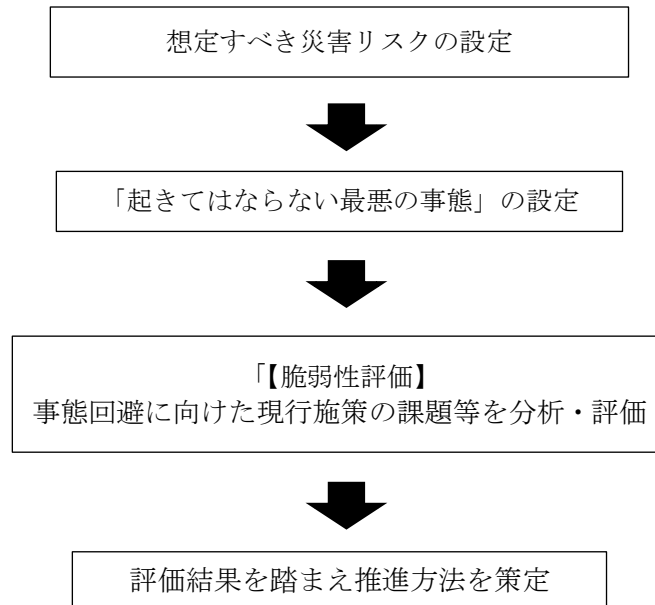 想定すべき災害リスクの設定
「起きてはならない最悪の事態」の設定
「【脆弱性評価】
事態回避に向けた現行施策の課題等を分析・評価
評価結果を踏まえ推進方法を策定